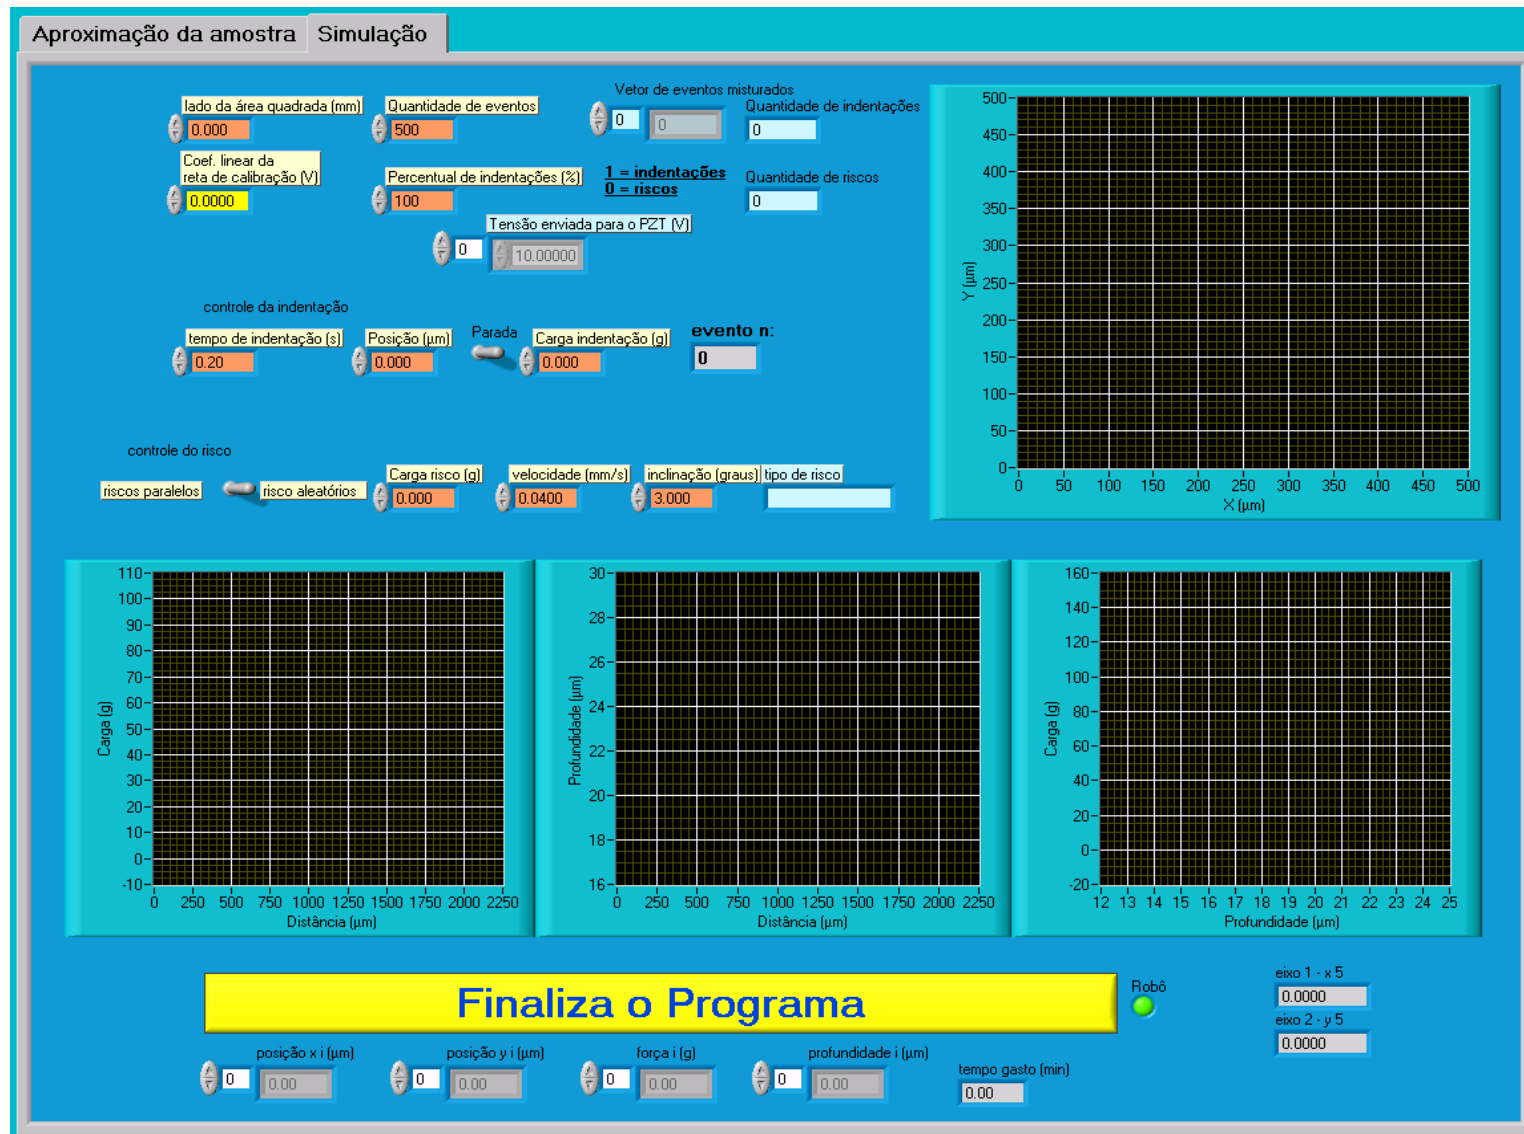 Aproximação da amostra Simulação
Vetor de eventos misturados
lado da área quadrada (mm) Quantidade de eventos Quantidade de indentações
0.000 500 0 0 0
Coef. linear da
reta de calibração (V) Percentual de indentações (%) 1 = indentações Quantidade de riscos
0 = riscos
0.0000 100 0
Tensão enviada para o PZT (V)
0 10.00000
controle da indentação
tempo de indentação (s) Posição (µm) Parada Carga indentação (g) evento n:
0.20 0.000 0.000 0
controle do risco
Carga risco (g) velocidade (mm/s) inclinação (graus) tipo de risco
riscos paralelos risco aleatórios 0.000 0.0400 3.000
500
450
400
350
300
250
200
150
100
50
0
Y (µm)
0 50 100 150 200 250 300 350 400 450 500
X (µm)
110
100
90
80
70
60
50
40
30
20
10
0
-10
Carga (g)
0 250 500 750 1000 1250 1500 1750 2000 2250
Distância (µm)
30
28
26
24
22
20
18
16
Profundidade (µm)
0 250 500 750 1000 1250 1500 1750 2000 2250
Distância (µm)
160
140
120
100
80
60
40
20
0
-20
Carga (g)
12 13 14 15 16 17 18 19 20 21 22 23 24 25
Profundidade (µm)
Finaliza o Programa
Robô
eixo 1 - x 5
0.0000
eixo 2 - y 5
0.0000
posição x i (µm) posição y i (µm) força i (g) profundidade i (µm) tempo gasto (min)
0 0.00 0 0.00 0 0.00 0 0.00 0.00